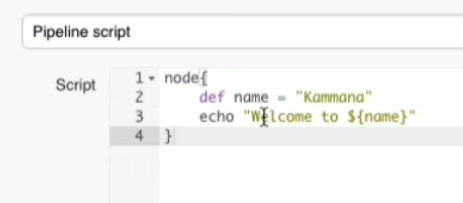 Pipeline script
Script
1 node{
2 def name = "Kammana"
3 echo "Welcome to ${name}"
4 }